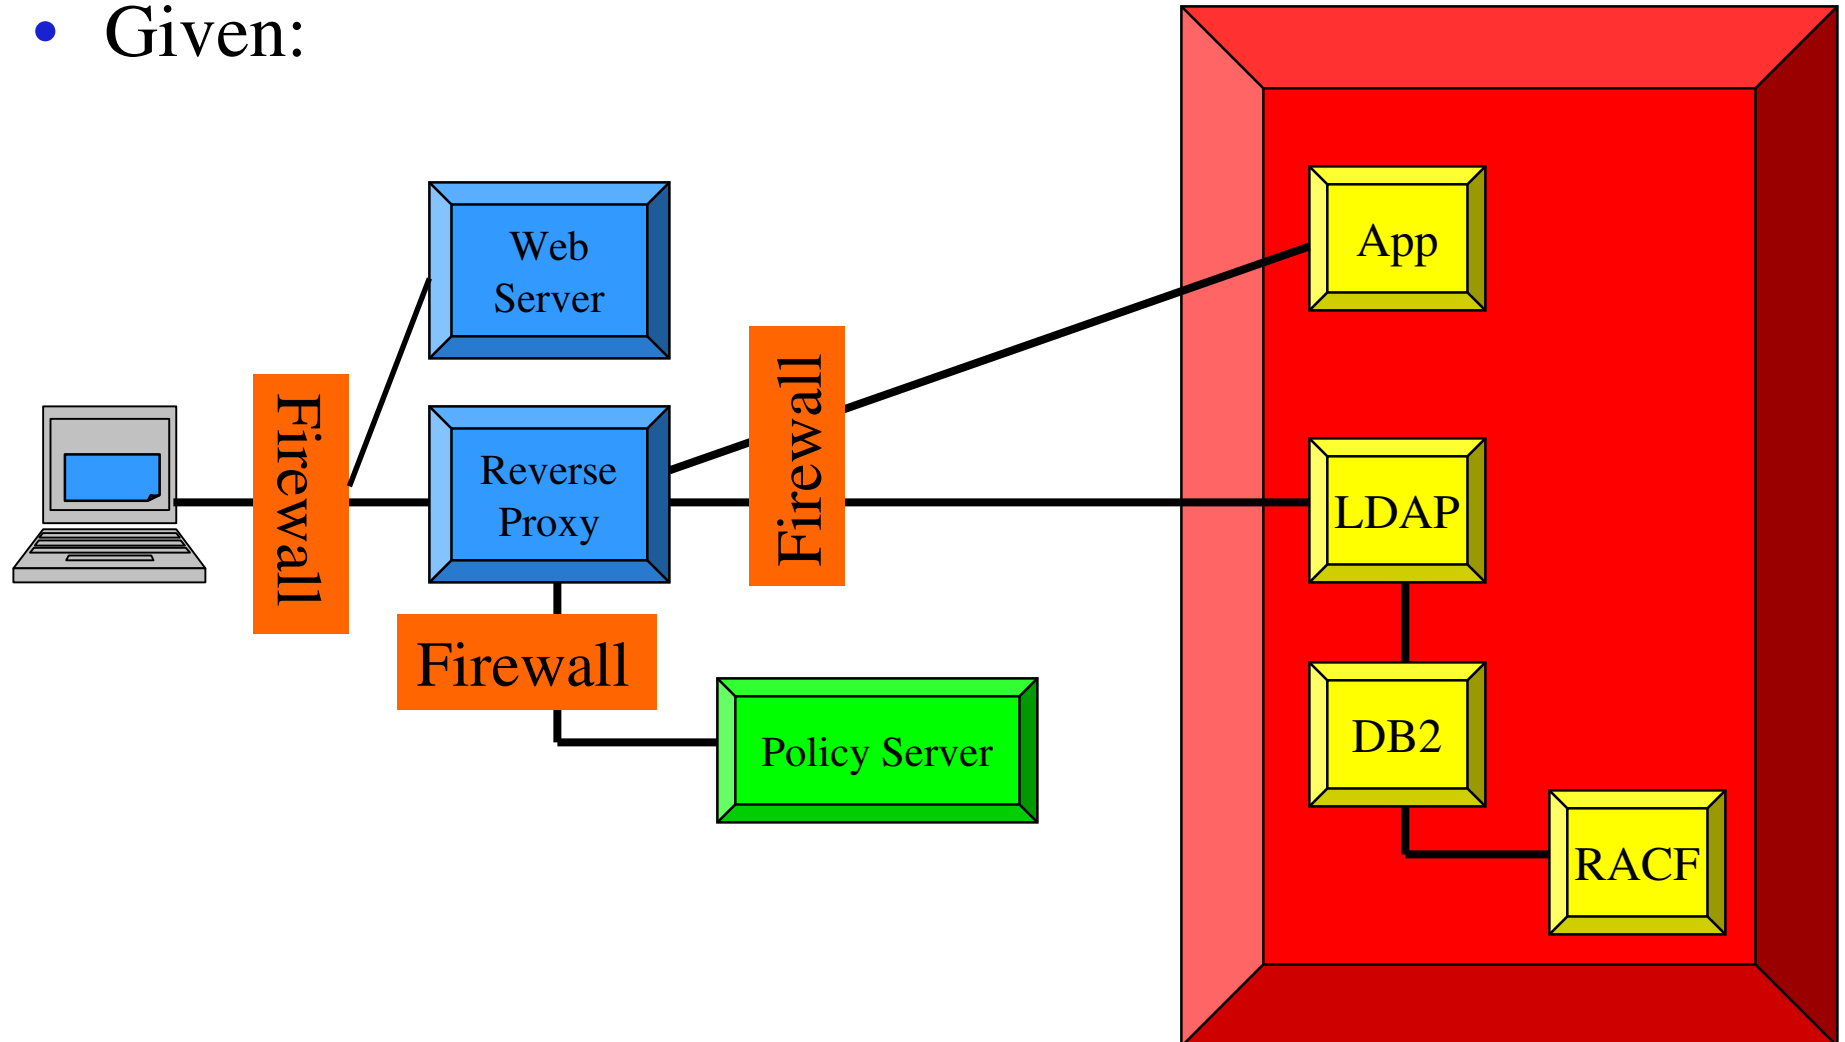 • Given:
Web
Server
App
Firewall
Reverse
Proxy
Firewall
LDAP
Firewall
Policy Server
DB2
RACF